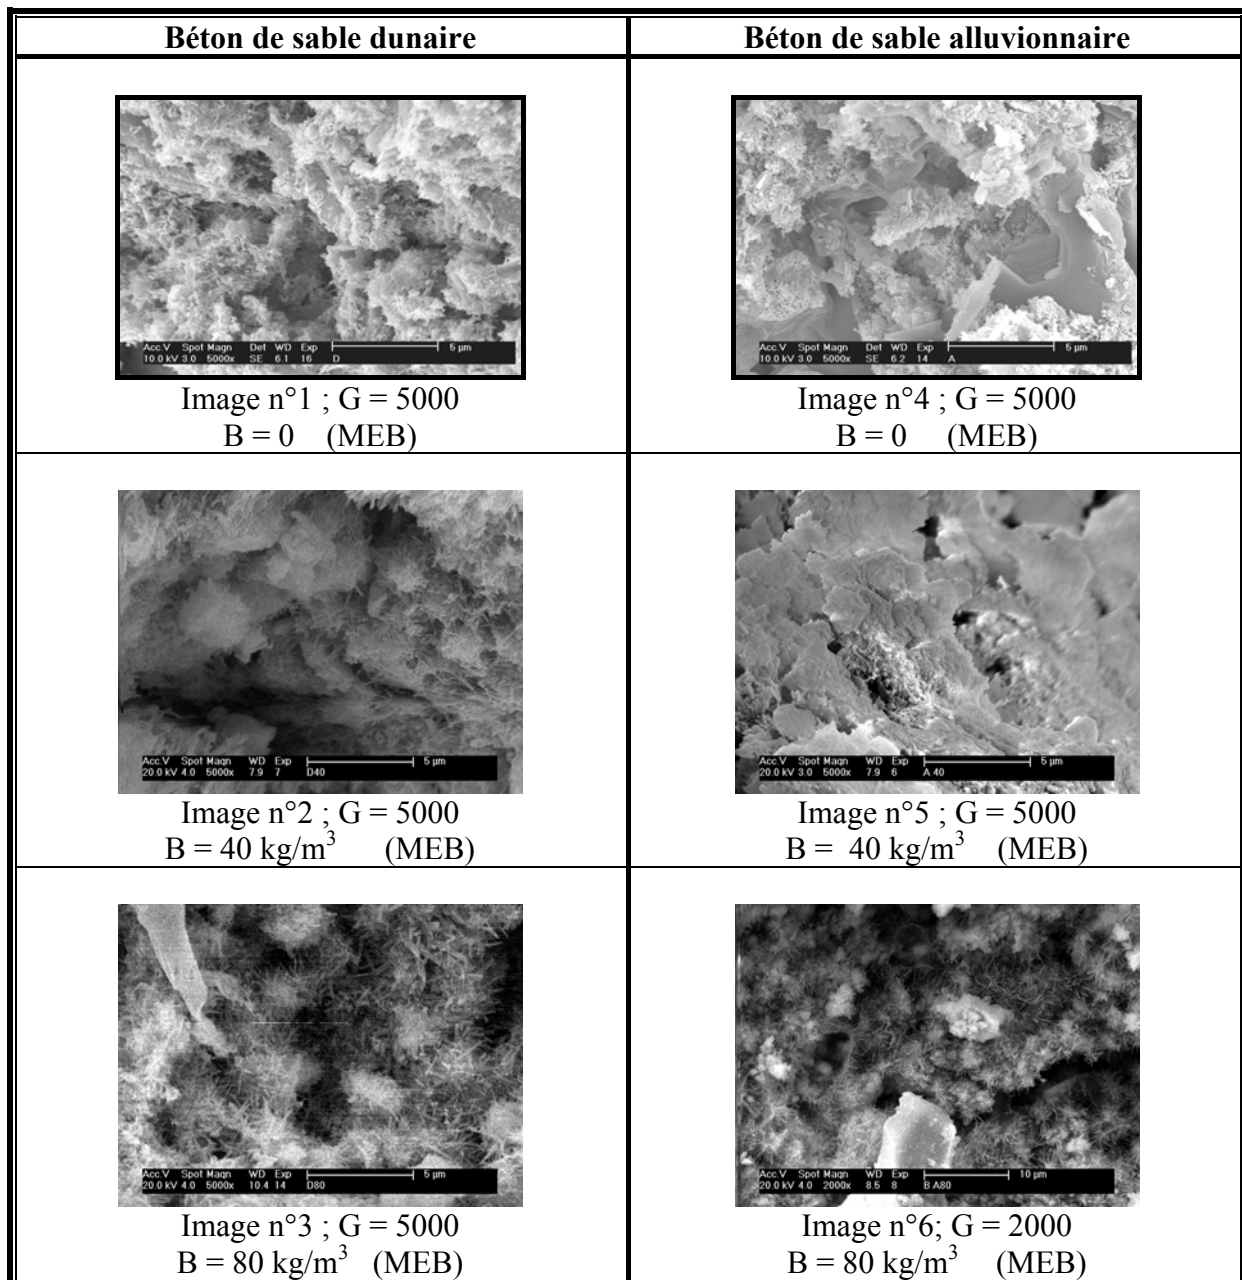 Béton de sable dunaire
Béton de sable alluvionnaire
Acc.V Spot Magn Det WD Exp 5 µm
10.0 kV 3.0 5000x SE 6.1 16 D
Image n°1 ; G = 5000
B = 0 (MEB)
Acc.V Spot Magn Det WD Exp 5 µm
10.0 kV 3.0 5000x SE 6.2 14 A
Image n°4 ; G = 5000
B = 0 (MEB)
Acc.V Spot Magn WD Exp 5 µm
20.0 kV 4.0 5000x 7.9 7 D40
Image n°2 ; G = 5000
B = 40 kg/m³ (MEB)
Acc.V Spot Magn WD Exp 5 µm
20.0 kV 3.0 5000x 7.9 6 A 40
Image n°5 ; G = 5000
B = 40 kg/m³ (MEB)
Acc.V Spot Magn WD Exp 5 µm
20.0 kV 4.0 5000x 10.4 14 D80
Image n°3 ; G = 5000
B = 80 kg/m³ (MEB)
Acc.V Spot Magn WD Exp 10 µm
20.0 kV 4.0 2000x 8.5 8 B A80
Image n°6; G = 2000
B = 80 kg/m³ (MEB)